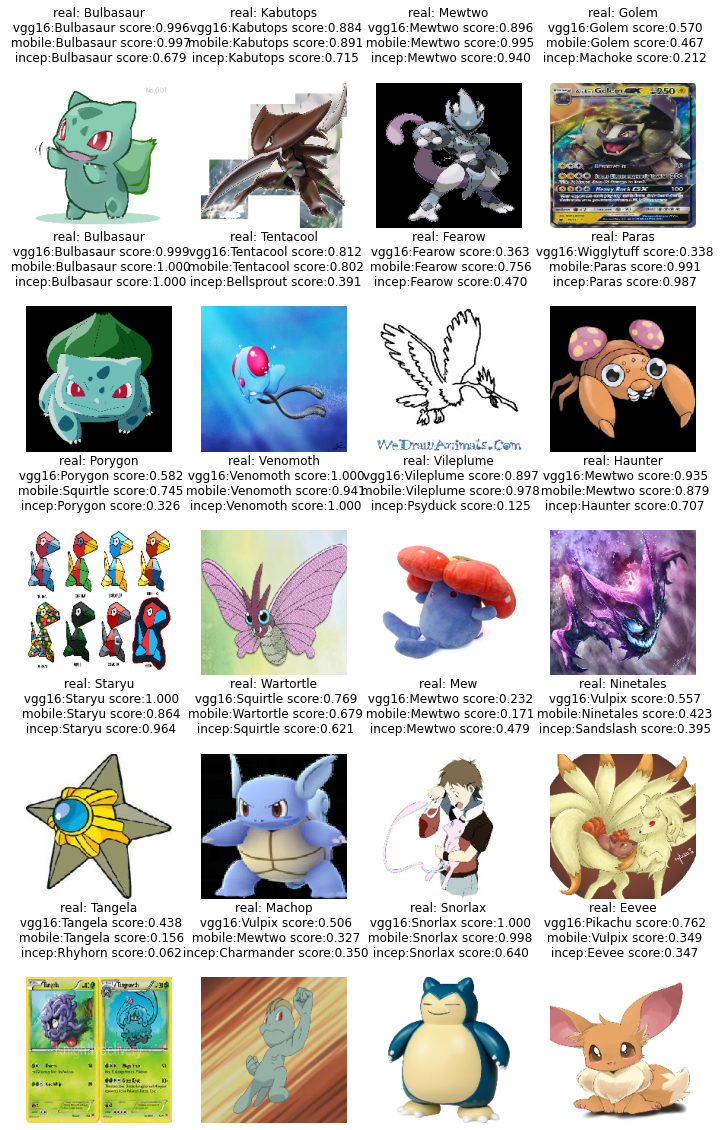 real: Bulbasaur
vgg16:Bulbasaur score:0.996
mobile:Bulbasaur score:0.997
incep:Bulbasaur score:0.679
real: Kabutops
vgg16:Kabutops score:0.884
mobile:Kabutops score:0.891
incep:Kabutops score:0.715
real: Mewtwo
vgg16:Mewtwo score:0.896
mobile:Mewtwo score:0.995
incep:Mewtwo score:0.940
real: Golem
vgg16:Golem score:0.570
mobile:Golem score:0.467
incep:Machoke score:0.212
No.001
Golem GX 250
Heavy Rock GX 100
real: Bulbasaur
vgg16:Bulbasaur score:0.999
mobile:Bulbasaur score:1.000
incep:Bulbasaur score:1.000
real: Tentacool
vgg16:Tentacool score:0.812
mobile:Tentacool score:0.802
incep:Bellsprout score:0.391
real: Fearow
vgg16:Fearow score:0.363
mobile:Fearow score:0.756
incep:Fearow score:0.470
real: Paras
vgg16:Wigglytuff score:0.338
mobile:Paras score:0.991
incep:Paras score:0.987
WeDrawAnimals.Com
real: Porygon
vgg16:Porygon score:0.582
mobile:Squirtle score:0.745
incep:Porygon score:0.326
real: Venomoth
vgg16:Venomoth score:1.000
mobile:Venomoth score:0.941
incep:Venomoth score:1.000
real: Vileplume
vgg16:Vileplume score:0.897
mobile:Vileplume score:0.978
incep:Psyduck score:0.125
real: Haunter
vgg16:Mewtwo score:0.935
mobile:Mewtwo score:0.879
incep:Haunter score:0.707
real: Staryu
vgg16:Staryu score:1.000
mobile:Staryu score:0.864
incep:Staryu score:0.964
real: Wartortle
vgg16:Squirtle score:0.769
mobile:Wartortle score:0.679
incep:Squirtle score:0.621
real: Mew
vgg16:Mewtwo score:0.232
mobile:Mewtwo score:0.171
incep:Mewtwo score:0.479
real: Ninetales
vgg16:Vulpix score:0.557
mobile:Ninetales score:0.423
incep:Sandslash score:0.395
real: Tangela
vgg16:Tangela score:0.438
mobile:Tangela score:0.156
incep:Rhyhorn score:0.062
real: Machop
vgg16:Vulpix score:0.506
mobile:Mewtwo score:0.327
incep:Charmander score:0.350
real: Snorlax
vgg16:Snorlax score:1.000
mobile:Snorlax score:0.998
incep:Snorlax score:0.640
real: Eevee
vgg16:Pikachu score:0.762
mobile:Vulpix score:0.349
incep:Eevee score:0.347
Tangela
Tangrowth